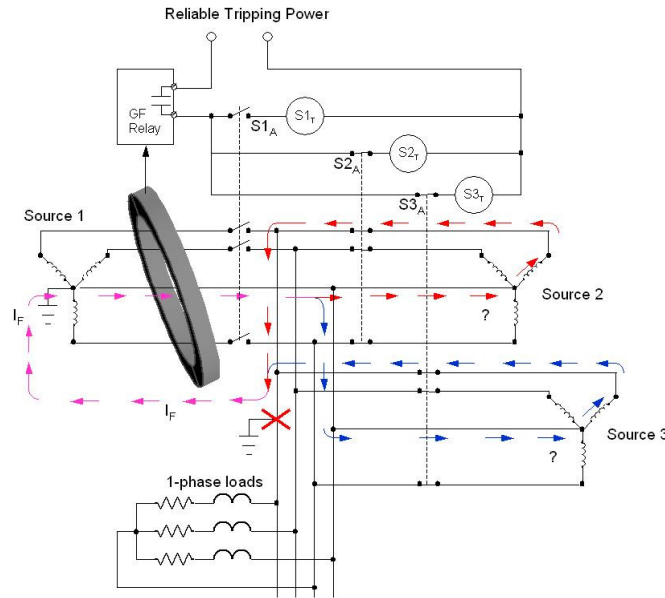 Reliable Tripping Power
GF
Relay
S1A
S1T
S2A
S2T
S3A
S3T
Source 1
Source 2
IF
?
IF
Source 3
?
1-phase loads